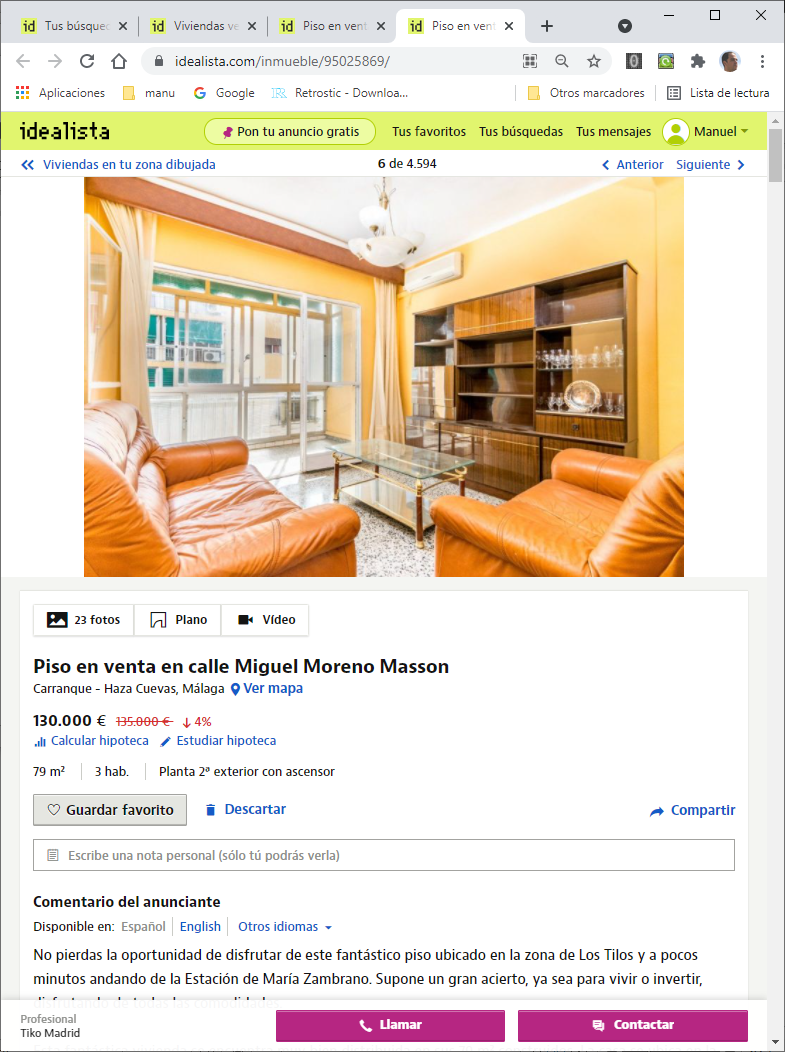 id Tus búsque
id Viviendas ve
id Piso en vent
id Piso en vent
idealista.com/inmueble/95025869/
Aplicaciones manu Google Retrostic - Downloa... Otros marcadores Lista de lectura
idealista Pon tu anuncio gratis Tus favoritos Tus búsquedas Tus mensajes Manuel
Viviendas en tu zona dibujada 6 de 4.594 Anterior Siguiente
23 fotos Plano Vídeo
Piso en venta en calle Miguel Moreno Masson
Carranque - Haza Cuevas, Málaga Ver mapa
130.000 € 135.000 € 4%
Calcular hipoteca Estudiar hipoteca
79 m² 3 hab. Planta 2ª exterior con ascensor
Guardar favorito Descartar Compartir
Escribe una nota personal (sólo tú podrás verla)
Comentario del anunciante
Disponible en: Español English Otros idiomas
No pierdas la oportunidad de disfrutar de este fantástico piso ubicado en la zona de Los Tilos y a pocos
minutos andando de la Estación de María Zambrano. Supone un gran acierto, ya sea para vivir o invertir,
disfrutando de todas las comodidades.
Profesional
Tiko Madrid
Llamar
Contactar